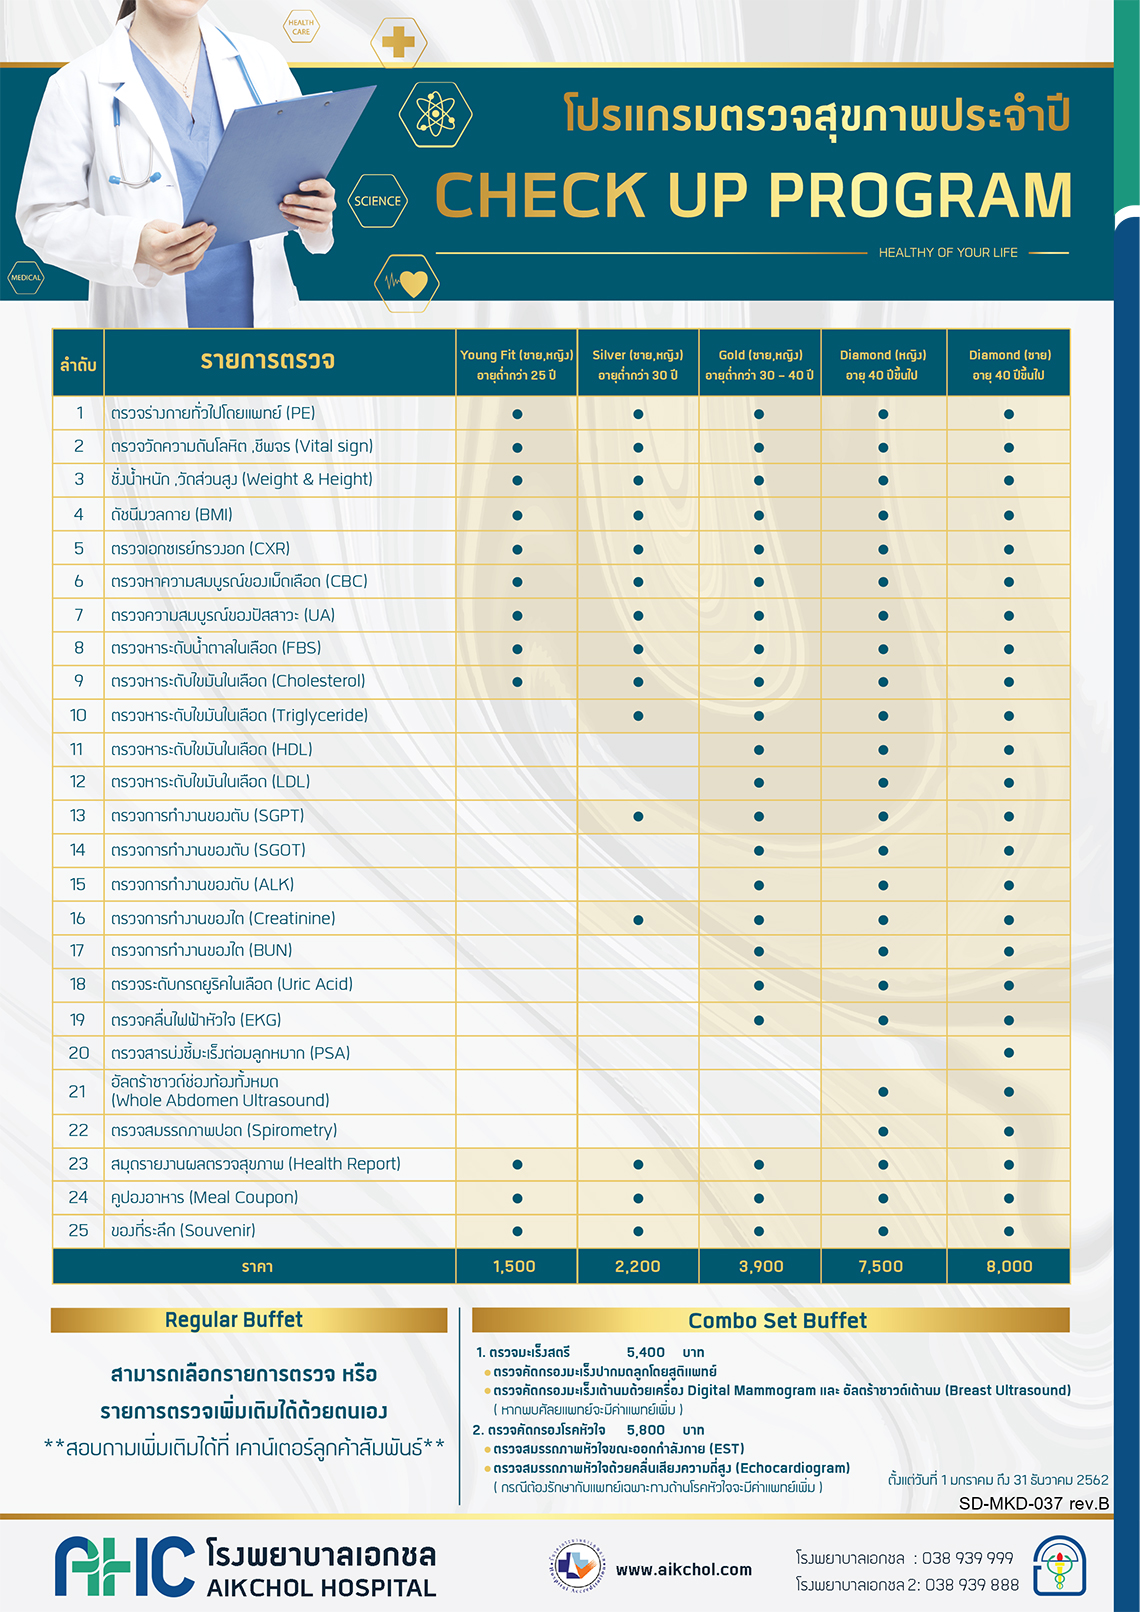 HEALTH
CARE
โปรแกรมตรวจสุขภาพประจำปี
SCIENCE
CHECK UP PROGRAM
HEALTHY OF YOUR LIFE
MEDICAL
ลำดับ รายการตรวจ Young Fit (ชาย,หญิง) อายุต่ำกว่า 25 ปี Silver (ชาย,หญิง) อายุต่ำกว่า 30 ปี Gold (ชาย,หญิง) อายุต่ำกว่า 30 – 40 ปี Diamond (หญิง) อายุ 40 ปีขึ้นไป Diamond (ชาย) อายุ 40 ปีขึ้นไป
1 ตรวจร่างกายทั่วไปโดยแพทย์ (PE) ● ● ● ● ●
2 ตรวจวัดความดันโลหิต ,ชีพจร (Vital sign) ● ● ● ● ●
3 ชั่งน้ำหนัก ,วัดส่วนสูง (Weight & Height) ● ● ● ● ●
4 ดัชนีมวลกาย (BMI) ● ● ● ● ●
5 ตรวจเอกซเรย์ทรวงอก (CXR) ● ● ● ● ●
6 ตรวจหาความสมบูรณ์ของเม็ดเลือด (CBC) ● ● ● ● ●
7 ตรวจความสมบูรณ์ของปัสสาวะ (UA) ● ● ● ● ●
8 ตรวจหาระดับน้ำตาลในเลือด (FBS) ● ● ● ● ●
9 ตรวจหาระดับไขมันในเลือด (Cholesterol) ● ● ● ● ●
10 ตรวจหาระดับไขมันในเลือด (Triglyceride) ● ● ● ●
11 ตรวจหาระดับไขมันในเลือด (HDL) ● ● ●
12 ตรวจหาระดับไขมันในเลือด (LDL) ● ● ●
13 ตรวจการทำงานของตับ (SGPT) ● ● ● ●
14 ตรวจการทำงานของตับ (SGOT) ● ● ●
15 ตรวจการทำงานของตับ (ALK) ● ● ●
16 ตรวจการทำงานของไต (Creatinine) ● ● ● ●
17 ตรวจการทำงานของไต (BUN) ● ● ●
18 ตรวจระดับกรดยูริคในเลือด (Uric Acid) ● ● ●
19 ตรวจคลื่นไฟฟ้าหัวใจ (EKG) ● ● ●
20 ตรวจสารบ่งชี้มะเร็งต่อมลูกหมาก (PSA) ●
21 อัลตร้าซาวด์ช่องท้องทั้งหมด
(Whole Abdomen Ultrasound) ● ●
22 ตรวจสมรรถภาพปอด (Spirometry) ● ●
23 สมุดรายงานผลตรวจสุขภาพ (Health Report) ● ● ● ● ●
24 คูปองอาหาร (Meal Coupon) ● ● ● ● ●
25 ของที่ระลึก (Souvenir) ● ● ● ● ●
ราคา 1,500 2,200 3,900 7,500 8,000
Regular Buffet
สามารถเลือกรายการตรวจ หรือ
รายการตรวจเพิ่มเติมได้ด้วยตนเอง
**สอบถามเพิ่มเติมได้ที่ เคาน์เตอร์ลูกค้าสัมพันธ์**
Combo Set Buffet
1. ตรวจมะเร็งสตรี 5,400 บาท
● ตรวจคัดกรองมะเร็งปากมดลูกโดยสูติแพทย์
● ตรวจคัดกรองมะเร็งเต้านมด้วยเครื่อง Digital Mammogram และ อัลตร้าซาวด์เต้านม (Breast Ultrasound)
( หากพบศัลยแพทย์จะมีค่าแพทย์เพิ่ม )
2. ตรวจคัดกรองโรคหัวใจ 5,800 บาท
● ตรวจสมรรถภาพหัวใจขณะออกกำลังกาย (EST)
● ตรวจสมรรถภาพหัวใจด้วยคลื่นเสียงความถี่สูง (Echocardiogram)
( กรณีต้องรักษากับแพทย์เฉพาะทางด้านโรคหัวใจจะมีค่าแพทย์เพิ่ม )
ตั้งแต่วันที่ 1 มกราคม ถึง 31 ธันวาคม 2562
SD-MKD-037 rev.B
AHC
โรงพยาบาลเอกชล
AIKCHOL HOSPITAL
www.aikchol.com
โรงพยาบาลเอกชล : 038 939 999
โรงพยาบาลเอกชล 2: 038 939 888